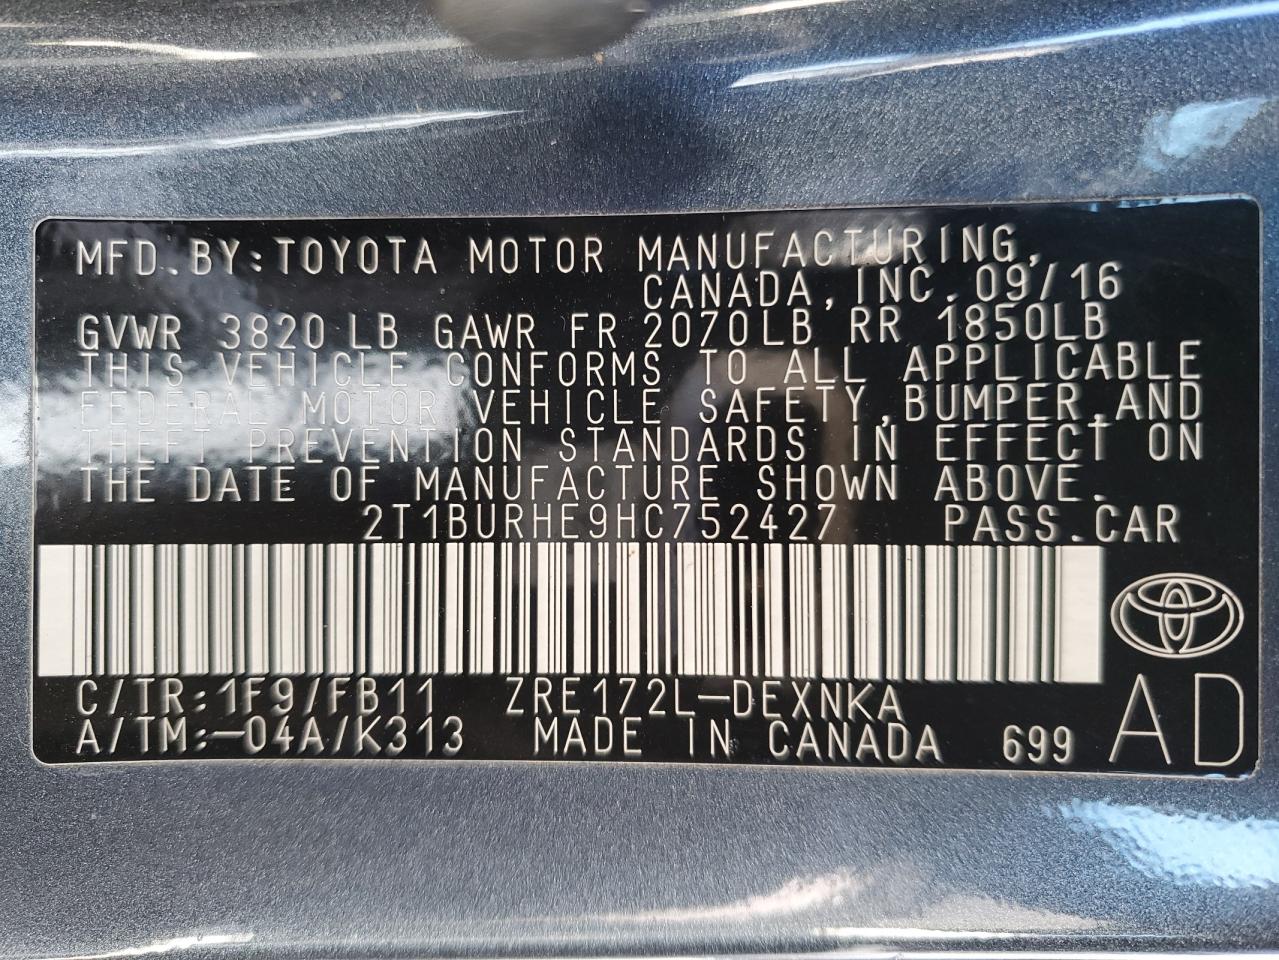 MFD.BY:TOYOTA MOTOR MANUFACTURING,
CANADA,INC.09/16
GVWR 3820LB GAWR FR 2070LB RR 1850LB
THIS VEHICLE CONFORMS TO ALL APPLICABLE
FEDERAL MOTOR VEHICLE SAFETY,BUMPER,AND
THEFT PREVENTION STANDARDS IN EFFECT ON
THE DATE OF MANUFACTURE SHOWN ABOVE.
2T1BURHE9HC752427 PASS.CAR
C/TR:1F9/FB11 ZRE172L-DEXNKA
A/TM:-04A/K313 MADE IN CANADA 699 AD